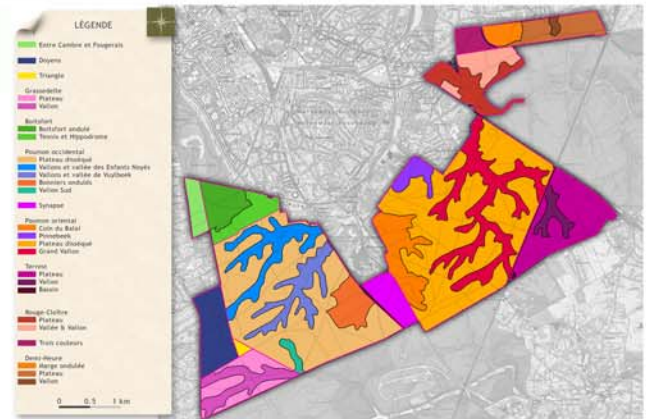 LÉGENDE
Entre Cambre et Fougerais
Doyens
Triangle
Grassedelle
Plateau
Vallon
Boitsfort
Boitsfort ondulé
Tennis et Hippodrome
Poumon occidental
Plateau disséqué
Vallons et vallée des Enfants Noyés
Vallons et vallée de Vuylbeek
Bonniers ondulés
Vallon Sud
Synapse
Poumon oriental
Coin du Balai
Pinnebeek
Plateau disséqué
Grand Vallon
Terrest
Plateau
Vallon
Bassin
Rouge-Cloître
Plateau
Vallée & Vallon
Trois couleurs
Demi-Heure
Marge ondulée
Plateau
Vallon
0 0.5 1 km